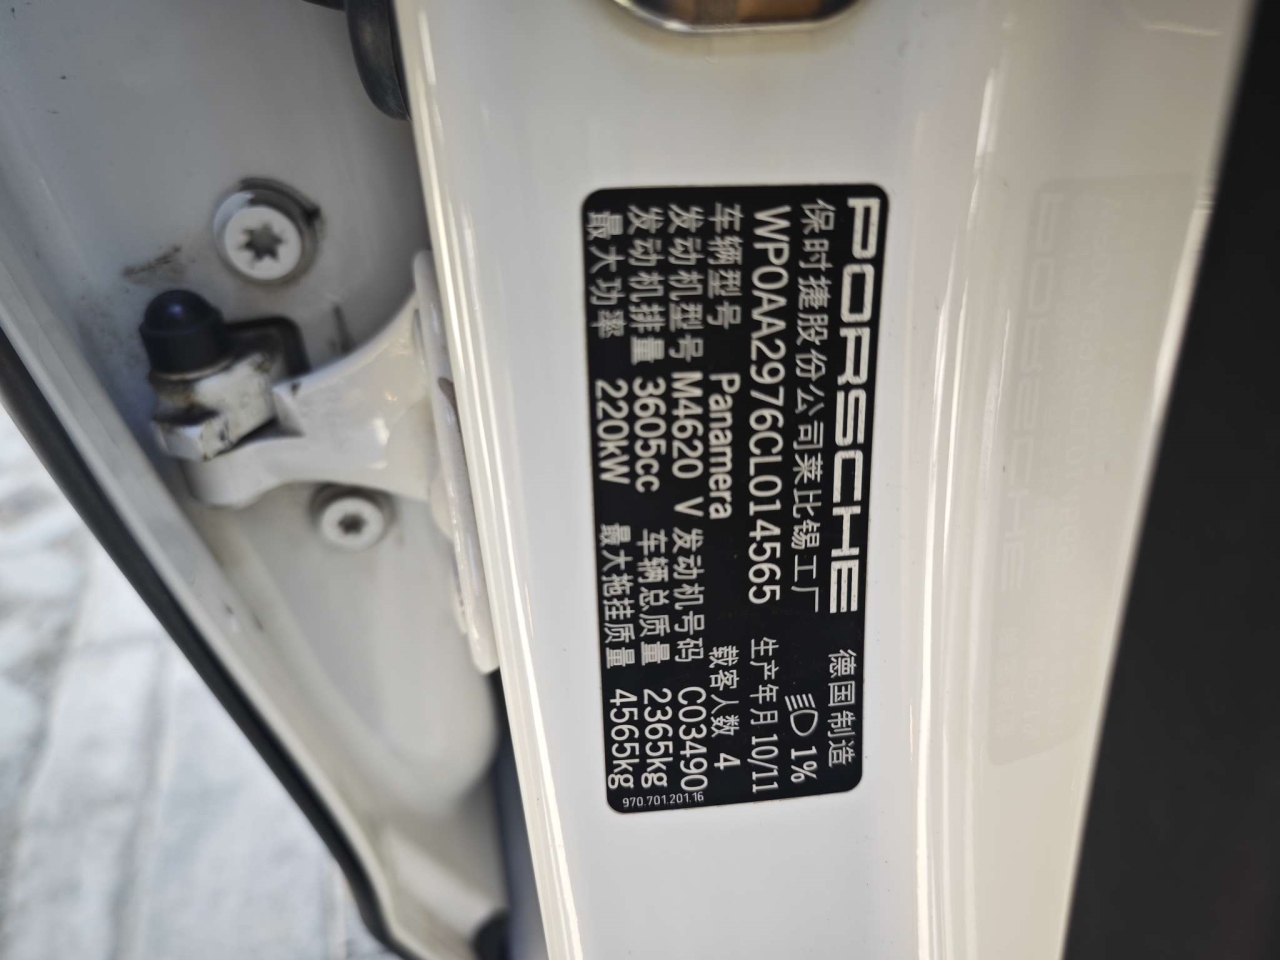 PORSCHE 德国制造
保时捷股份公司莱比锡工厂 1%
WP0AA2976CL014565 生产年月 10/11
车辆型号 Panamera 载客人数 4
发动机型号 M4620 V 发动机号码 C03490
发动机排量 3605cc 车辆总质量 2365kg
最大功率 220kW 最大拖挂质量 4565kg
970.701.201.16